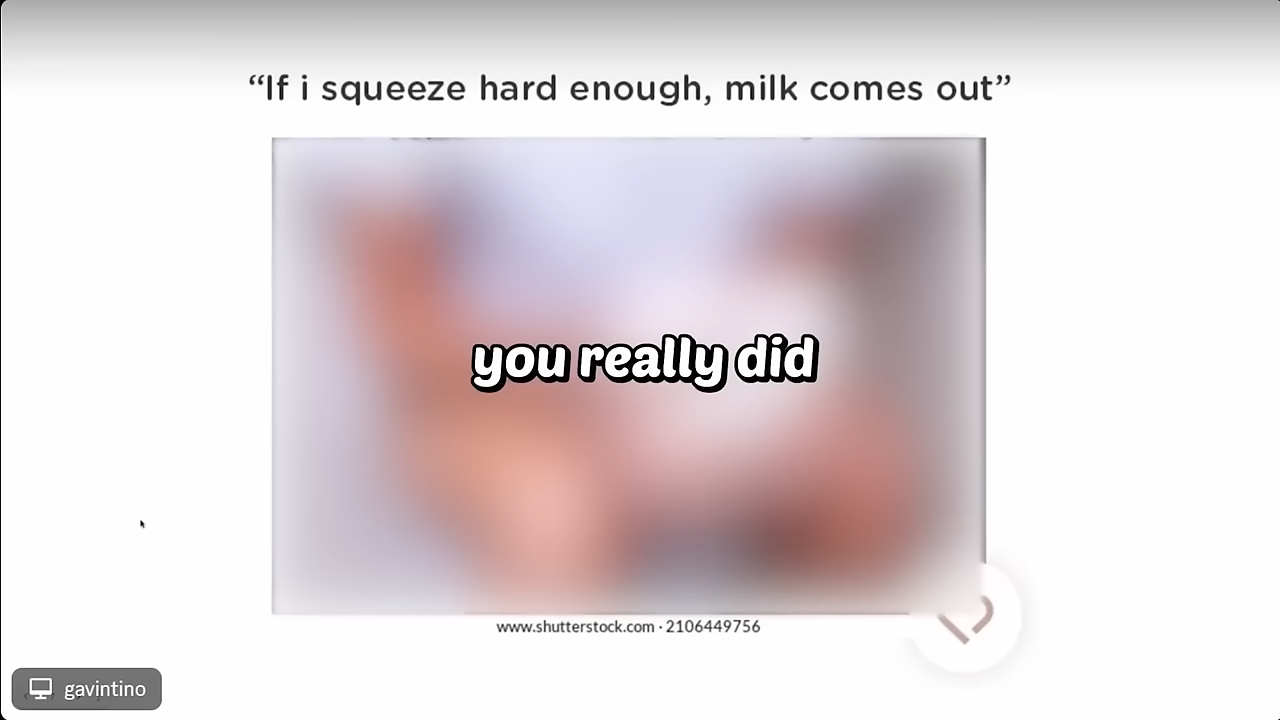 “If i squeeze hard enough, milk comes out”
you really did
www.shutterstock.com · 2106449756
gavintino